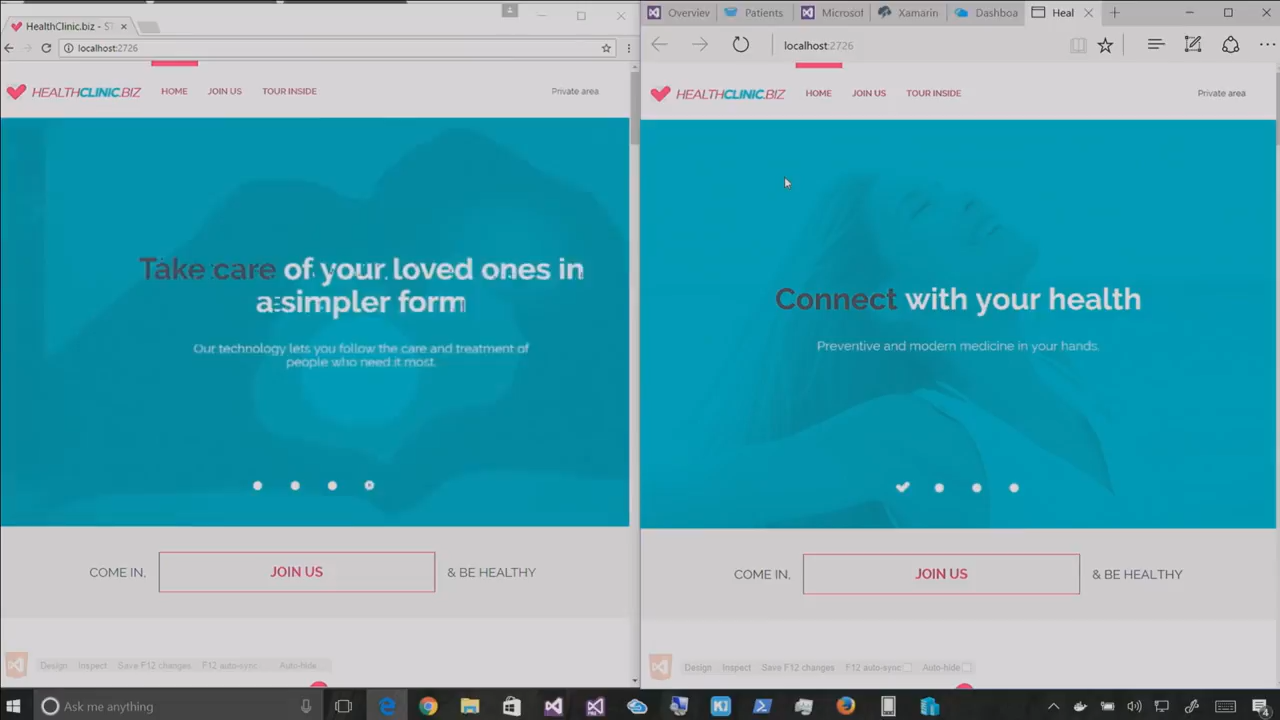 HealthClinic.biz - ST
localhost:2726
HEALTHCLINIC.BIZ
HOME
JOIN US
TOUR INSIDE
Private area
Take care of your loved ones in
a simpler form
Our technology lets you follow the care and treatment of
people who need it most.
COME IN,
JOIN US
& BE HEALTHY
Design
Inspect
Save F12 changes
F12 auto-sync
Auto-hide
Overview
Patients
Microsof
Xamarin
Dashboa
Heal
localhost:2726
HEALTHCLINIC.BIZ
HOME
JOIN US
TOUR INSIDE
Private area
Connect with your health
Preventive and modern medicine in your hands.
COME IN,
JOIN US
& BE HEALTHY
Design
Inspect
Save F12 changes
F12 auto-sync
Auto-hide
Ask me anything